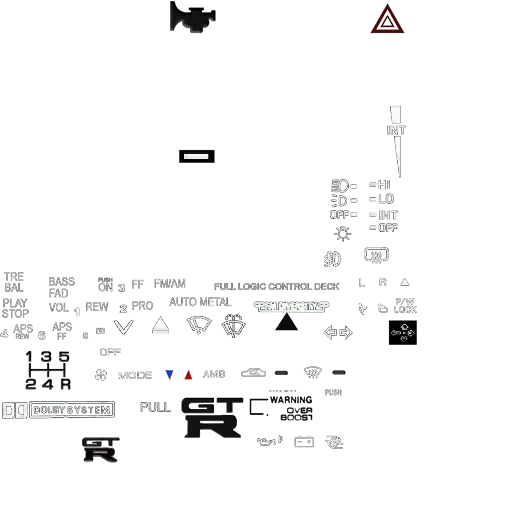 INT
HI
LO
OFF INT
OFF
TRE BAL
BASS FAD
PUSH ON
3 FF
FM/AM
FULL LOGIC CONTROL DECK
L R
PLAY STOP
VOL 1 REW
2 PRO
AUTO METAL
P/W LOCK
4 APS REW
6 APS FF
8
OFF
1 3 5
2 4 R
MODE
AMB
PUSH
DOLBY SYSTEM
PULL
GT R
WARNING
OVER BOOST
GT R